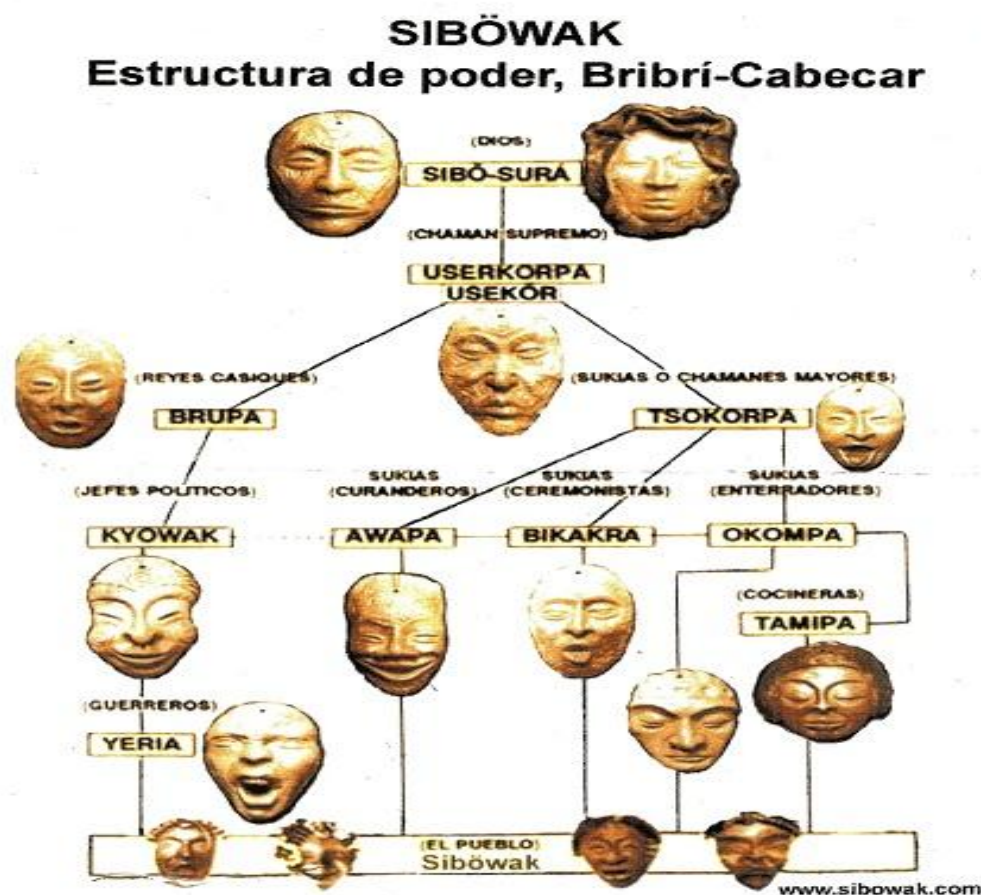 SIBÖWAK
Estructura de poder, Bribrí-Cabecar
(DIOS)
SIBÖ-SURÁ
(CHAMAN SUPREMO)
USERKORPA
USEKÖR
(REYES CASIQUES)
BRUPA
(SUKIAS O CHAMANES MAYORES)
TSOKORPA
(JEFES POLITICOS)
KYOWAK
SUKIAS
(CURANDEROS)
AWAPA
SUKIAS
(CEREMONISTAS)
BIKAKRA
SUKIAS
(ENTERRADORES)
OKOMPA
(COCINERAS)
TAMIPA
(GUERREROS)
YERIA
(EL PUEBLO)
Siböwak
www.sibowak.com